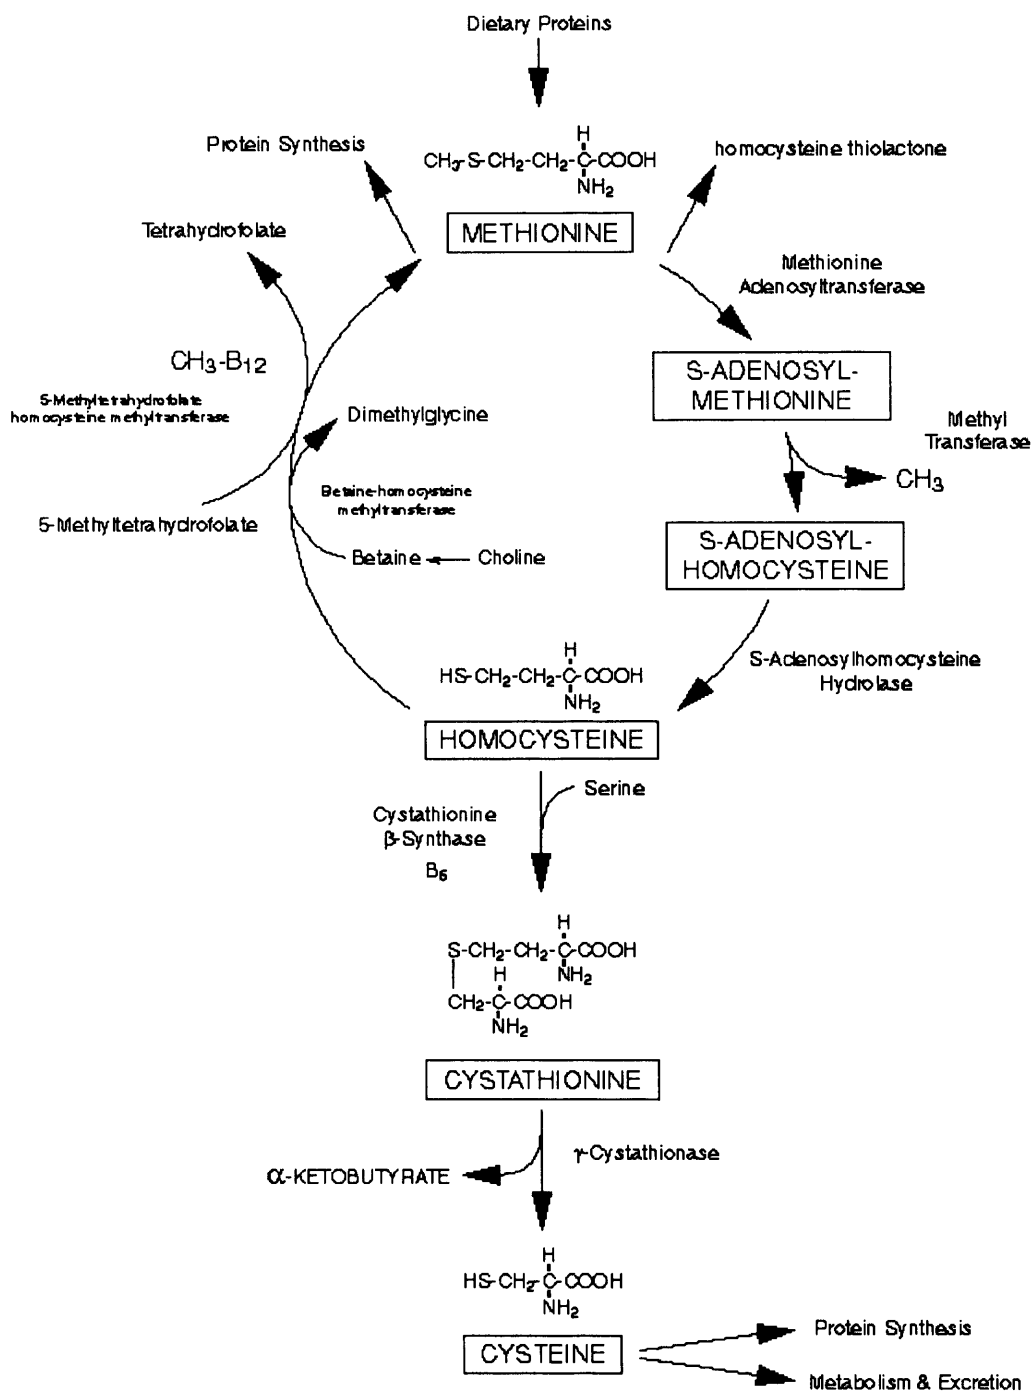 Dietary Proteins
Protein Synthesis
homocysteine thiolactone
H
CH3-S-CH2-CH2-C-COOH
NH2
METHIONINE
Tetrahydrofolate
Methionine
Adenosyltransferase
CH3-B12
5-Methyltetrahydrofolate
homocysteine methyltransferase
S-ADENOSYL-
METHIONINE
Dimethylglycine
Methyl
Transferase
CH3
Betaine-homocysteine
methyltransferase
5-Methyltetrahydrofolate
Betaine
Choline
S-ADENOSYL-
HOMOCYSTEINE
S-Adenosylhomocysteine
Hydrolase
H
HS-CH2-CH2-C-COOH
NH2
HOMOCYSTEINE
Serine
Cystathionine
β-Synthase
B6
H
S-CH2-CH2-C-COOH
NH2
H
CH2-C-COOH
NH2
CYSTATHIONINE
γ-Cystathionase
α-KETOBUTYRATE
H
HS-CH2-C-COOH
NH2
CYSTEINE
Protein Synthesis
Metabolism & Excretion